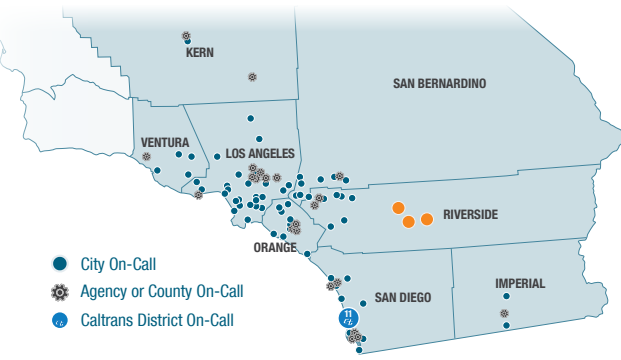 KERN
SAN BERNARDINO
VENTURA
LOS ANGELES
RIVERSIDE
ORANGE
City On-Call
Agency or County On-Call
Caltrans District On-Call
SAN DIEGO
IMPERIAL
11